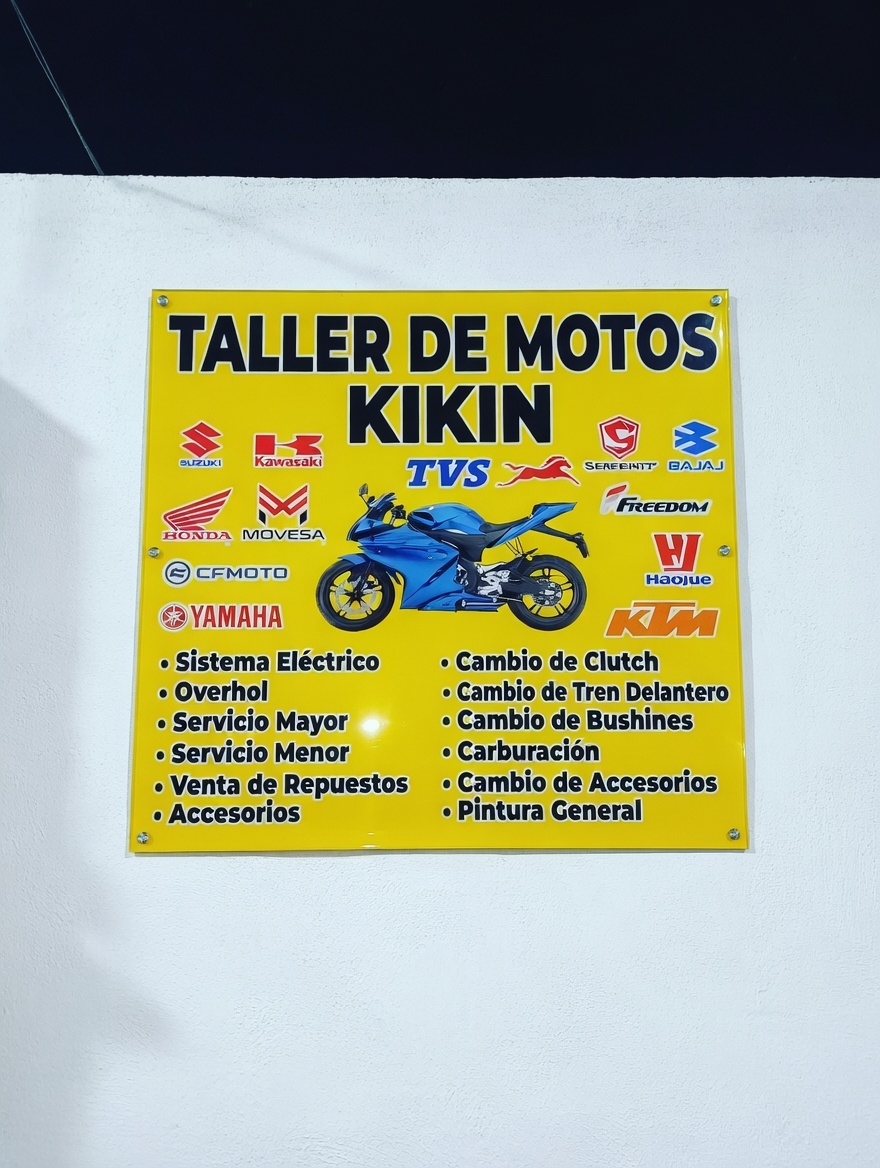 TALLER DE MOTOS
KIKIN
SUZUKI
Kawasaki
TVS
BAJAJ
HONDA
MOVESA
FREEDOM
CFMOTO
Haojue
YAMAHA
KTM
• Sistema Eléctrico
• Overhol
• Servicio Mayor
• Servicio Menor
• Venta de Repuestos
• Accesorios
• Cambio de Clutch
• Cambio de Tren Delantero
• Cambio de Bushines
• Carburación
• Cambio de Accesorios
• Pintura General